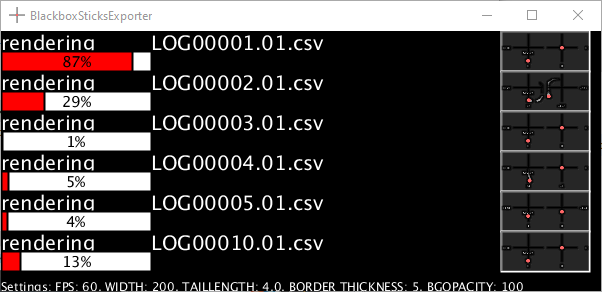 BlackboxSticksExporter
rendering LOG00001.01.csv
87%
rendering LOG00002.01.csv
29%
rendering LOG00003.01.csv
1%
rendering LOG00004.01.csv
5%
rendering LOG00005.01.csv
4%
rendering LOG00010.01.csv
13%
Settings: FPS: 60, WIDTH: 200, TAILLENGTH: 4.0, BORDER THICKNESS: 5, BGOPACITY: 100